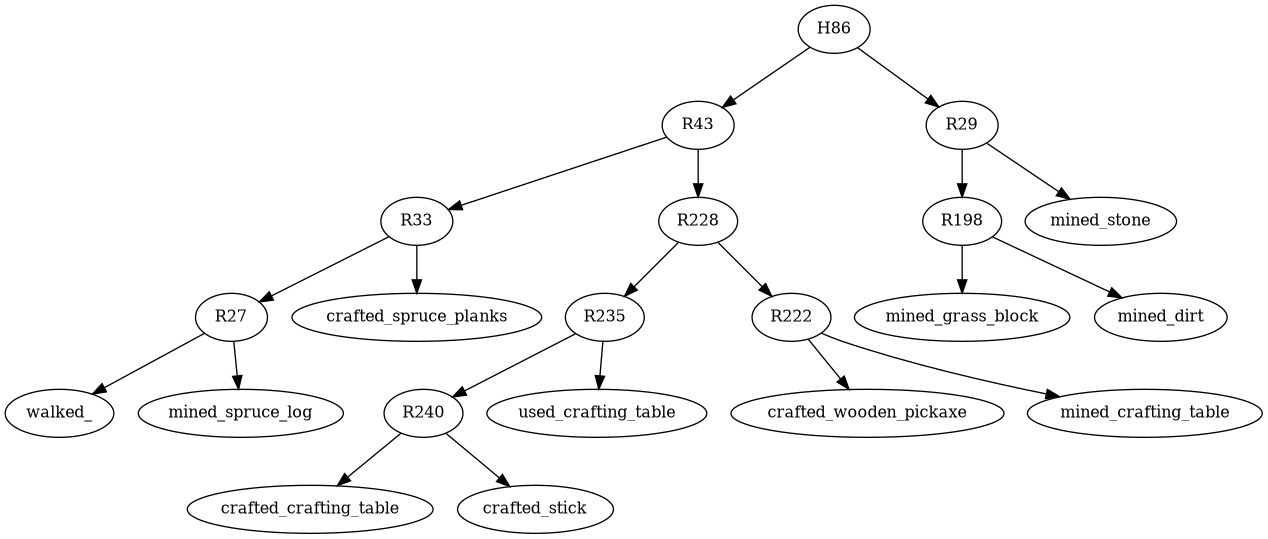 H86
R43
R29
R33
R228
R198
mined_stone
R27
crafted_spruce_planks
R235
R222
mined_grass_block
mined_dirt
walked_
mined_spruce_log
R240
used_crafting_table
crafted_wooden_pickaxe
mined_crafting_table
crafted_crafting_table
crafted_stick